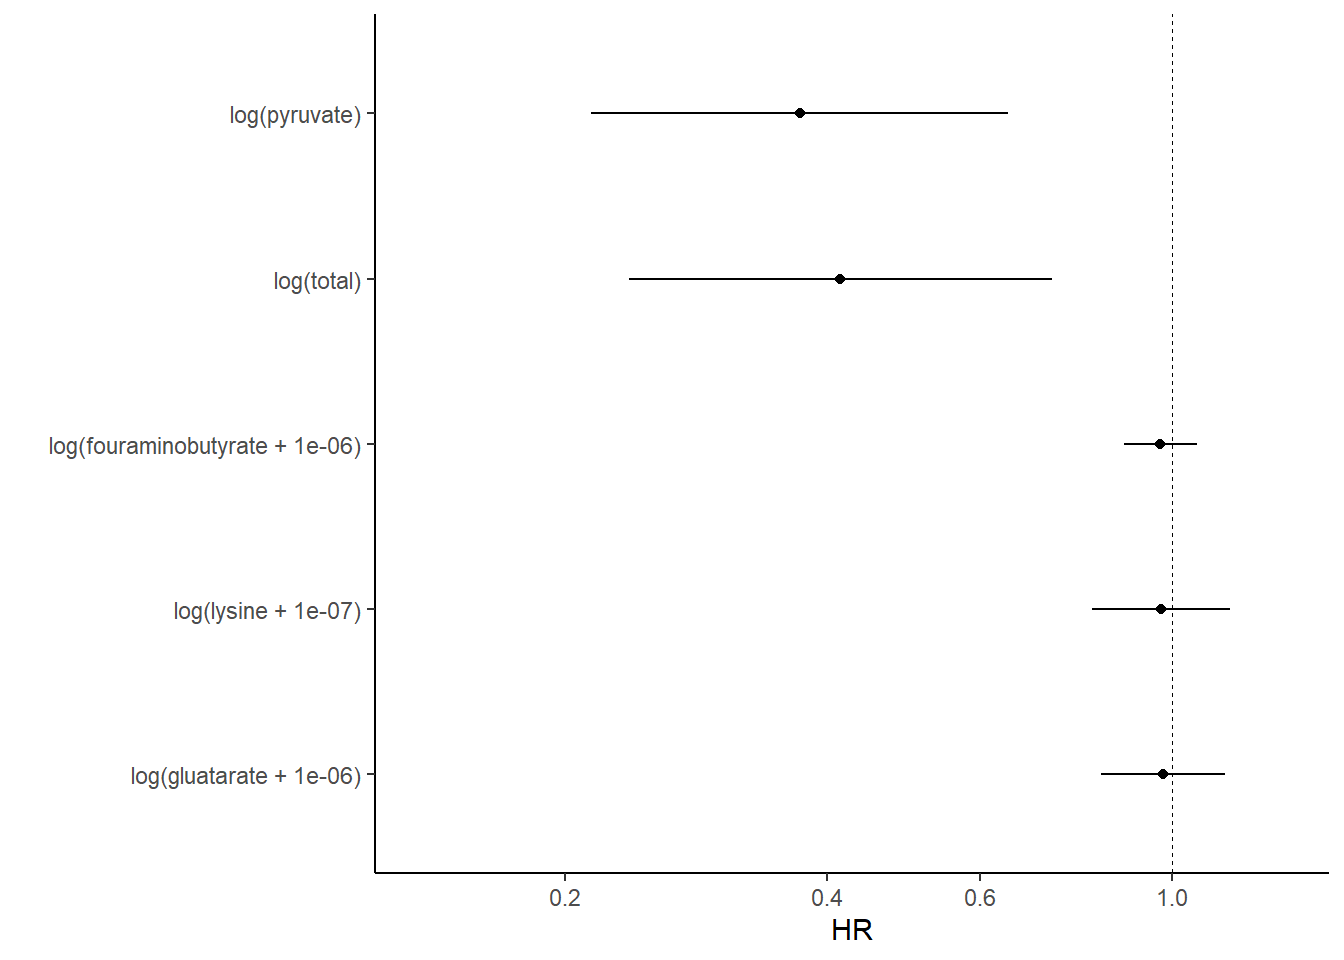 log(pyruvate)
log(total)
log(fouraminobutyrate + 1e-06)
log(lysine + 1e-07)
log(gluatarate + 1e-06)
0.2 0.4 0.6 1.0
HR